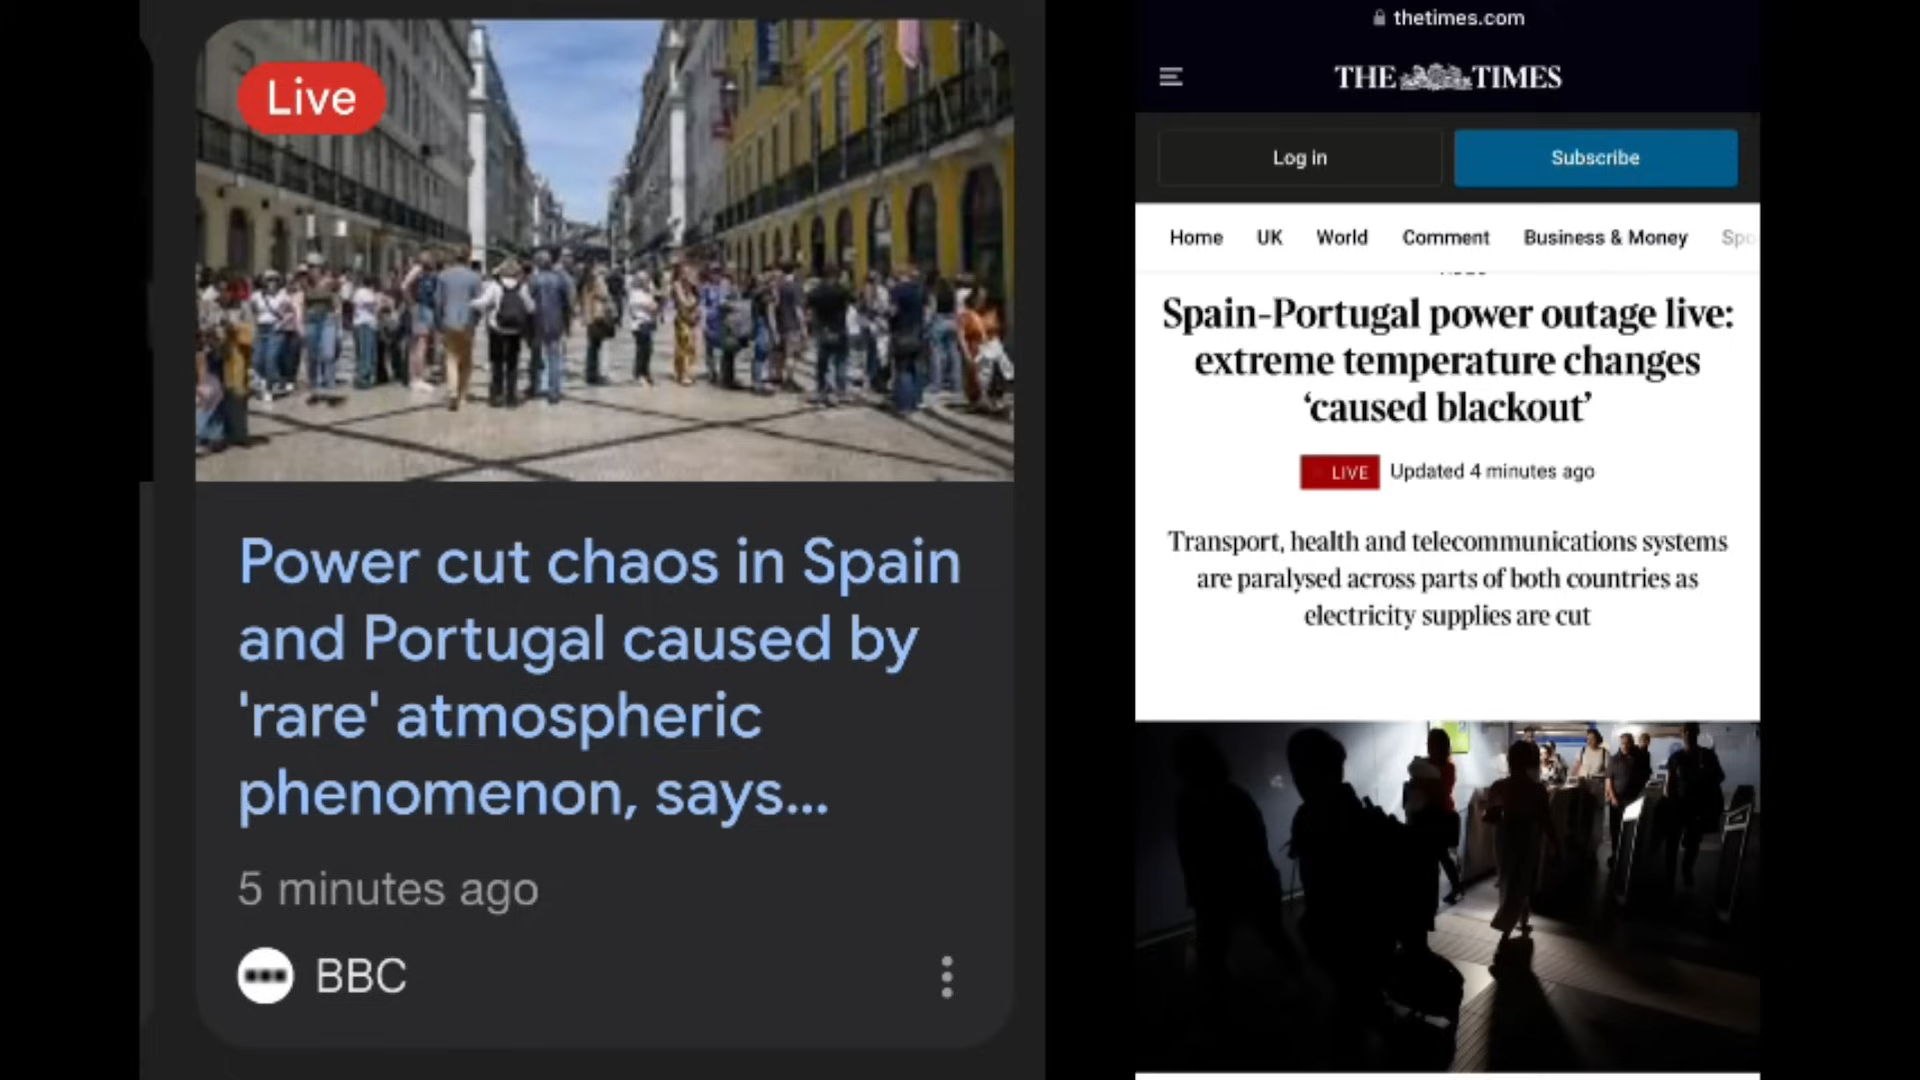 Live
Power cut chaos in Spain
and Portugal caused by
'rare' atmospheric
phenomenon, says...
5 minutes ago
BBC
thetimes.com
THE TIMES
Log in
Subscribe
Home UK World Comment Business & Money Spo
Spain-Portugal power outage live:
extreme temperature changes
‘caused blackout’
LIVE Updated 4 minutes ago
Transport, health and telecommunications systems
are paralysed across parts of both countries as
electricity supplies are cut